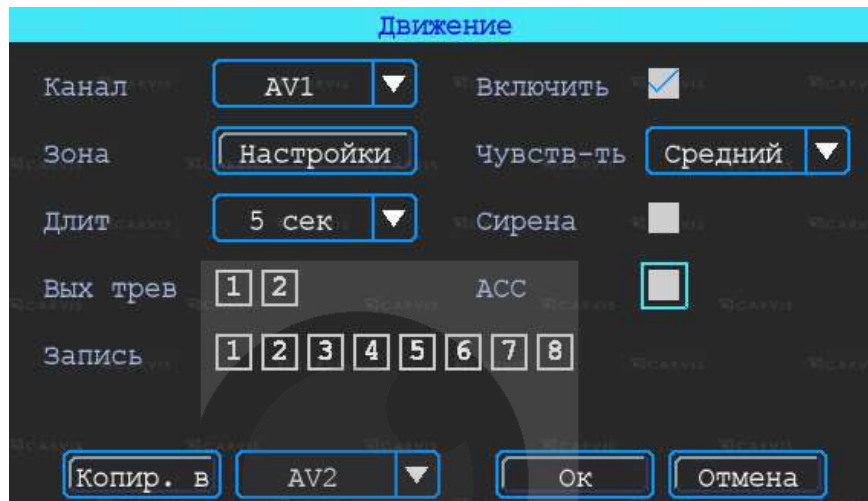 Движение
Канал AV1 Включить
Зона Настройки Чувств-ть Средний
Длит 5 сек Сирена
Вых трев 1 2 ACC
Запись 1 2 3 4 5 6 7 8
Копир. в AV2 Ок Отмена